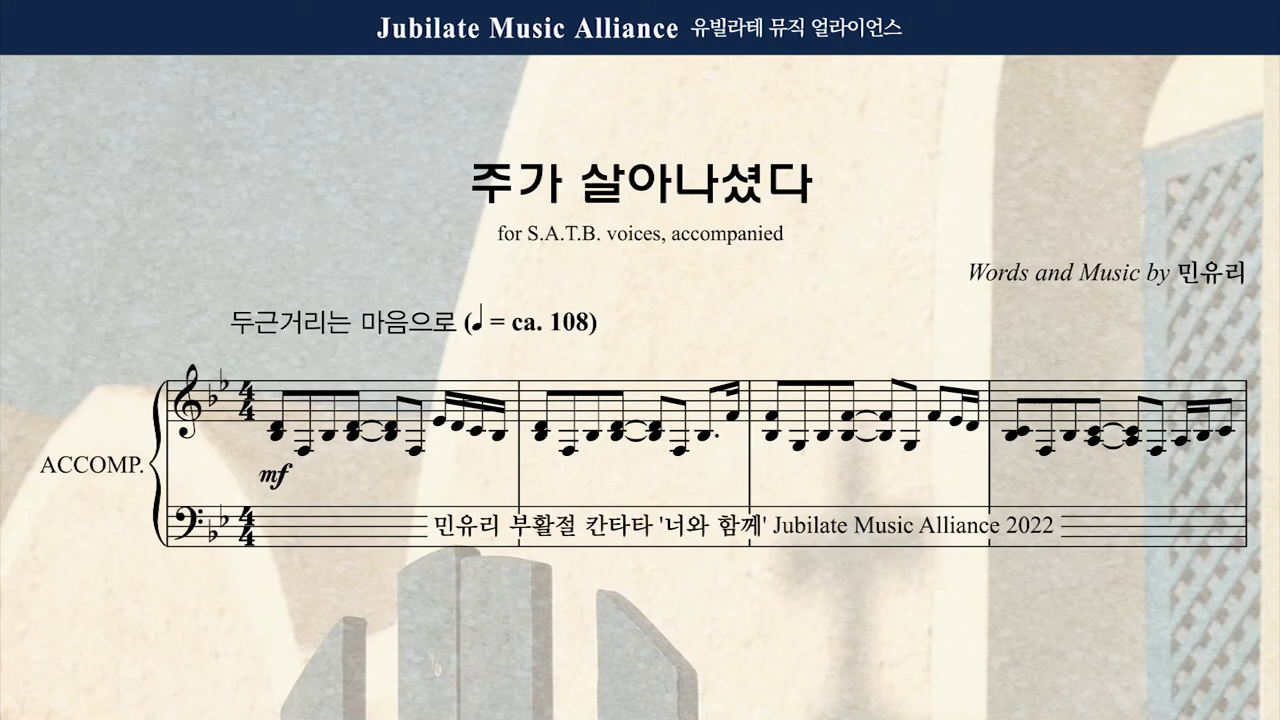 Jubilate Music Alliance 유빌라테 뮤직 얼라이언스
주가 살아나셨다
for S.A.T.B. voices, accompanied
Words and Music by 민유리
두근거리는 마음으로 (♩ = ca. 108)
ACCOMP.
mf
민유리 부활절 칸타타 '너와 함께' Jubilate Music Alliance 2022